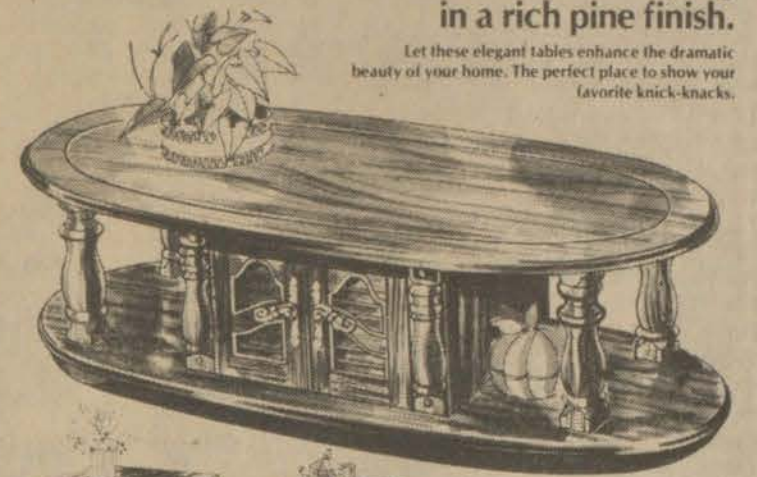 in a rich pine finish.
Let these elegant tables enhance the dramatic
beauty of your home. The perfect place to show your
favorite knick-knacks.